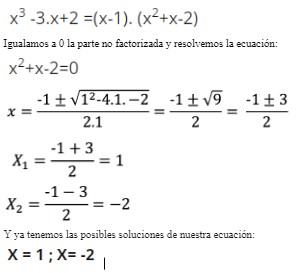 x³ -3.x+2 =(x-1). (x²+x-2)
Igualamos a 0 la parte no factorizada y resolvemos la ecuación:
x²+x-2=0
x = (-1 ± √(1²-4.1.-2))/2.1 = (-1 ± √9)/2 = (-1 ± 3)/2
X₁ = (-1 + 3)/2 = 1
X₂ = (-1 - 3)/2 = -2
Y ya tenemos las posibles soluciones de nuestra ecuación:
X = 1 ; X= -2